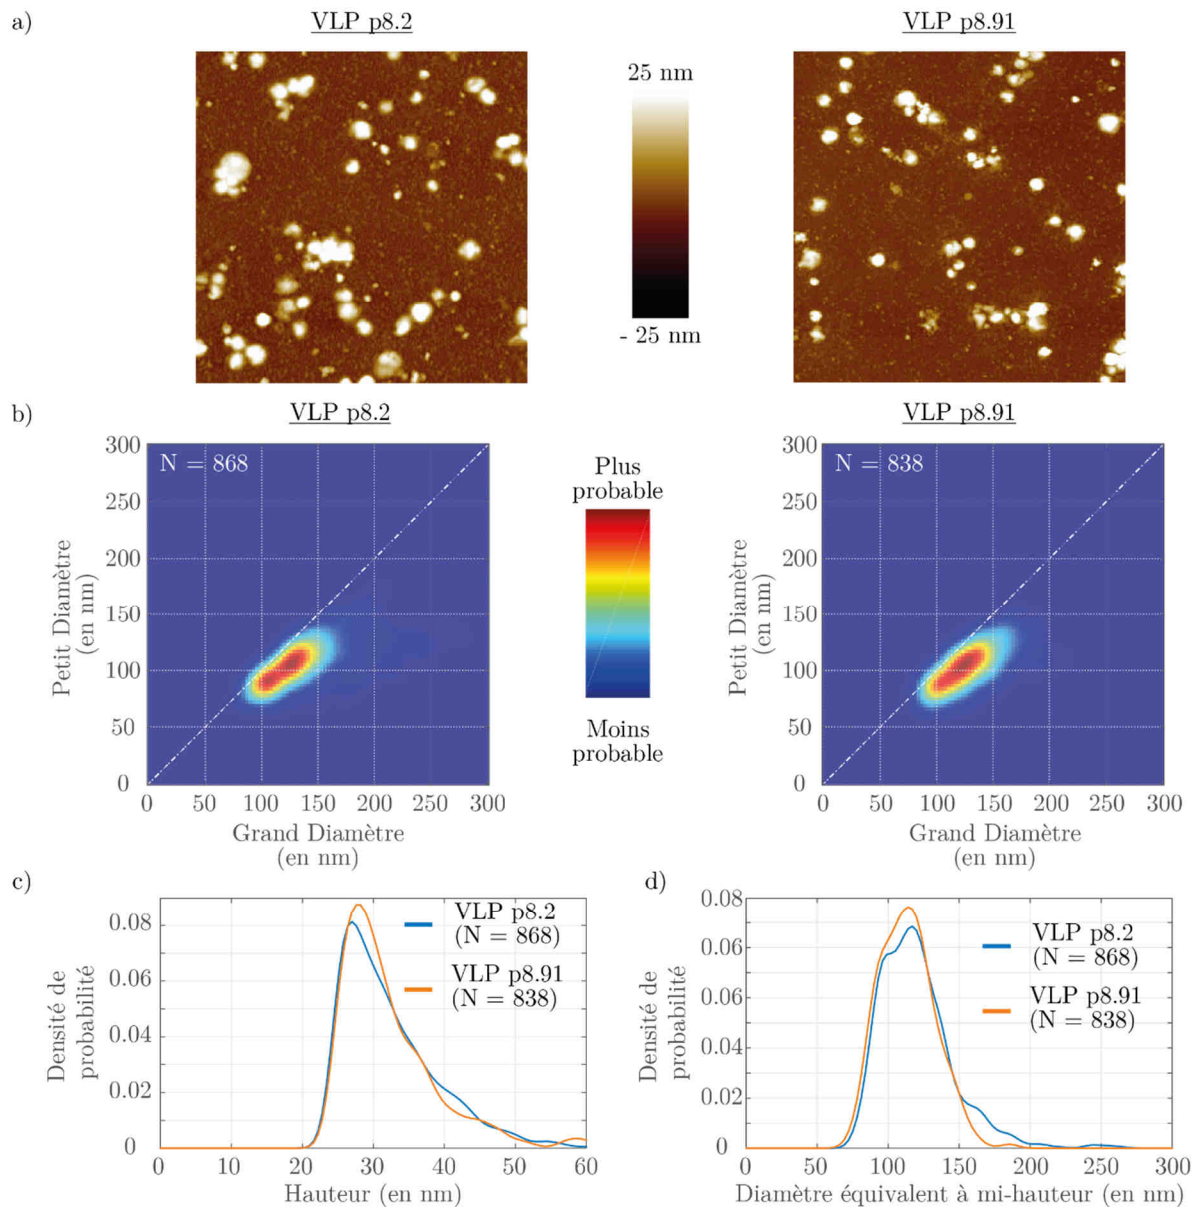 a)
VLP p8.2
VLP p8.91
25 nm
- 25 nm
b)
VLP p8.2
VLP p8.91
N = 868
300
250
200
150
100
50
0
Petit Diamètre
(en nm)
0 50 100 150 200 250 300
Grand Diamètre
(en nm)
Plus
probable
Moins
probable
N = 838
300
250
200
150
100
50
0
Petit Diamètre
(en nm)
0 50 100 150 200 250 300
Grand Diamètre
(en nm)
c)
0.08
0.06
0.04
0.02
0
Densité de
probabilité
VLP p8.2
(N = 868)
VLP p8.91
(N = 838)
0 10 20 30 40 50 60
Hauteur (en nm)
d)
0.08
0.06
0.08
0.06
0.04
0.02
0
Densité de
probabilité
VLP p8.2
(N = 868)
VLP p8.91
(N = 838)
0 50 100 150 200 250 300
Diamètre équivalent à mi-hauteur (en nm)